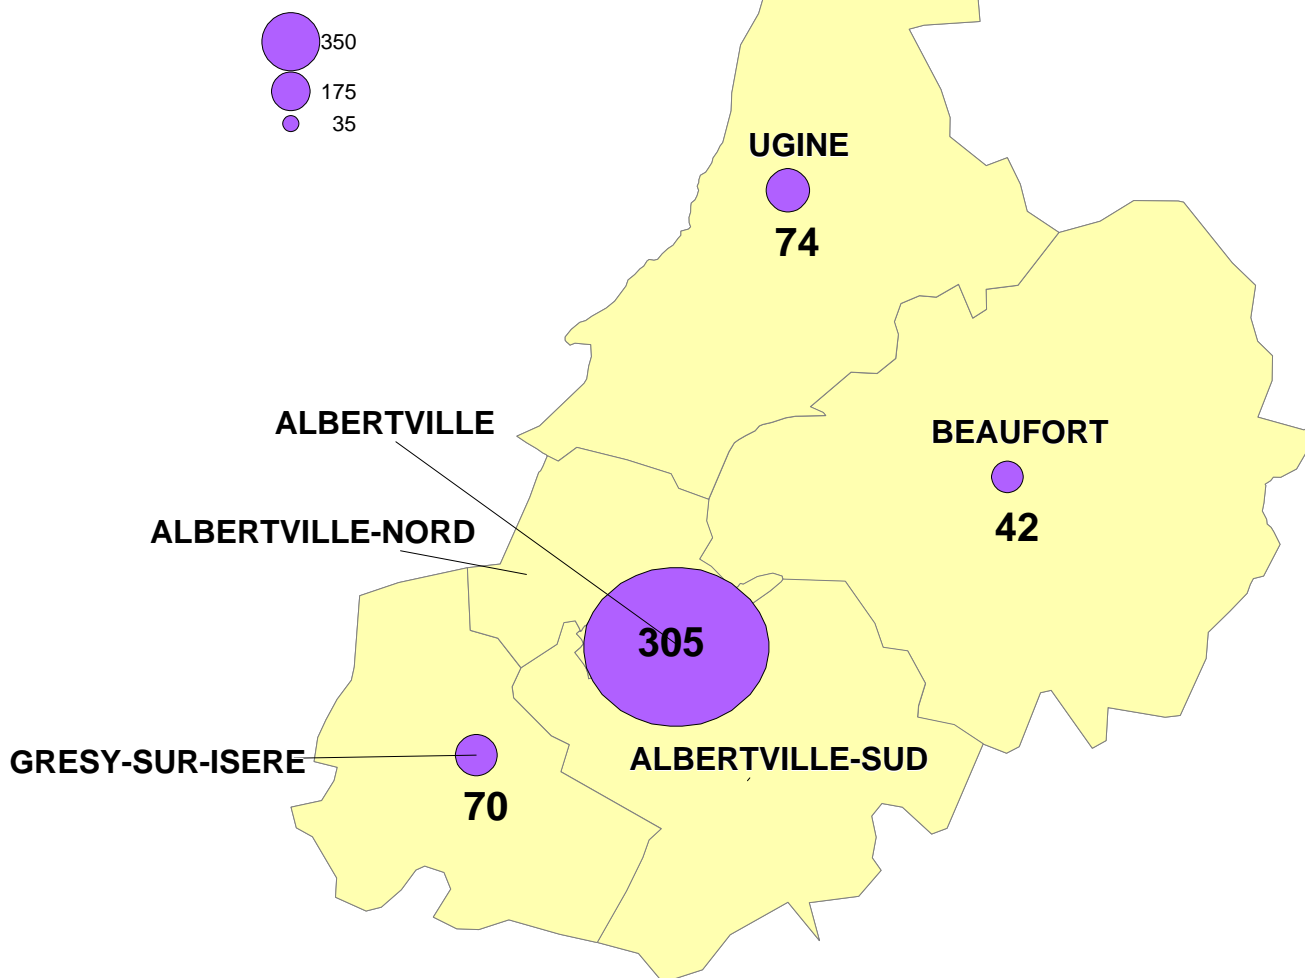 350
175
35
UGINE
74
ALBERTVILLE
BEAUFORT
42
ALBERTVILLE-NORD
305
GRESY-SUR-ISERE
70
ALBERTVILLE-SUD